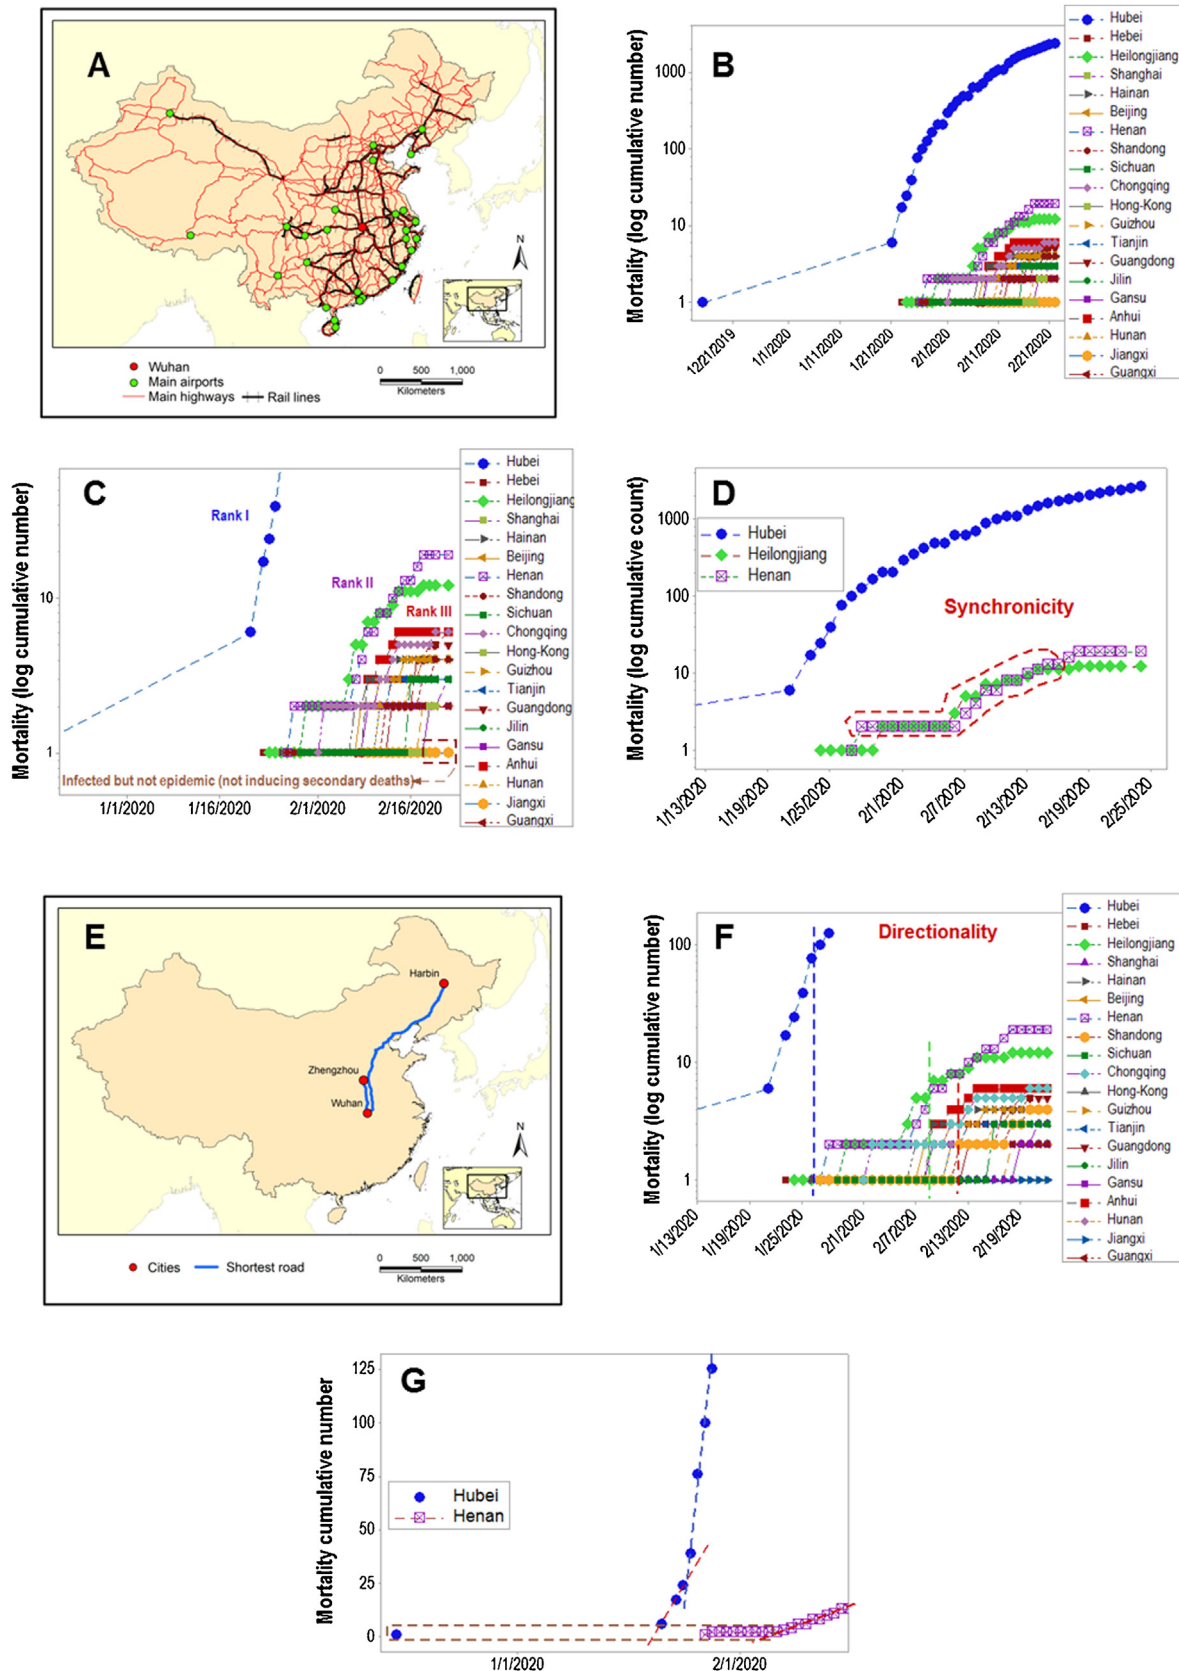 A
N
Wuhan
Main airports
Main highways
Rail lines
0 500 1,000
Kilometers
B
Mortality (log cumulative number)
1000
100
10
1
12/21/2019
1/1/2020
1/11/2020
1/21/2020
2/1/2020
2/11/2020
2/21/2020
Hubei
Hebei
Heilongjiang
Shanghai
Hainan
Beijing
Henan
Shandong
Sichuan
Chongqing
Hong-Kong
Guizhou
Tianjin
Guangdong
Jilin
Gansu
Anhui
Hunan
Jiangxi
Guangxi
C
Mortality (log cumulative number)
10
1
Rank I
Rank II
Rank III
Infected but not epidemic (not inducing secondary deaths)
1/1/2020
1/16/2020
2/1/2020
2/16/2020
Hubei
Hebei
Heilongjiang
Shanghai
Hainan
Beijing
Henan
Shandong
Sichuan
Chongqing
Hong-Kong
Guizhou
Tianjin
Guangdong
Jilin
Gansu
Anhui
Hunan
Jiangxi
Guangxi
D
Mortality (log cumulative count)
1000
100
10
1
Hubei
Heilongjiang
Henan
Synchronicity
1/13/2020
1/19/2020
1/25/2020
2/1/2020
2/7/2020
2/13/2020
2/19/2020
2/25/2020
E
Harbin
Zhengzhou
Wuhan
N
Cities
Shortest road
0 500 1,000
Kilometers
F
Directionality
Mortality (log cumulative number)
100
10
1
1/13/2020
1/19/2020
1/25/2020
2/1/2020
2/7/2020
2/13/2020
2/19/2020
Hubei
Hebei
Heilongjiang
Shanghai
Hainan
Beijing
Henan
Shandong
Sichuan
Chongqing
Hong-Kong
Guizhou
Tianjin
Guangdong
Jilin
Gansu
Anhui
Hunan
Jiangxi
Guangxi
G
Mortality cumulative number
125
100
75
50
25
0
Hubei
Henan
1/1/2020
2/1/2020